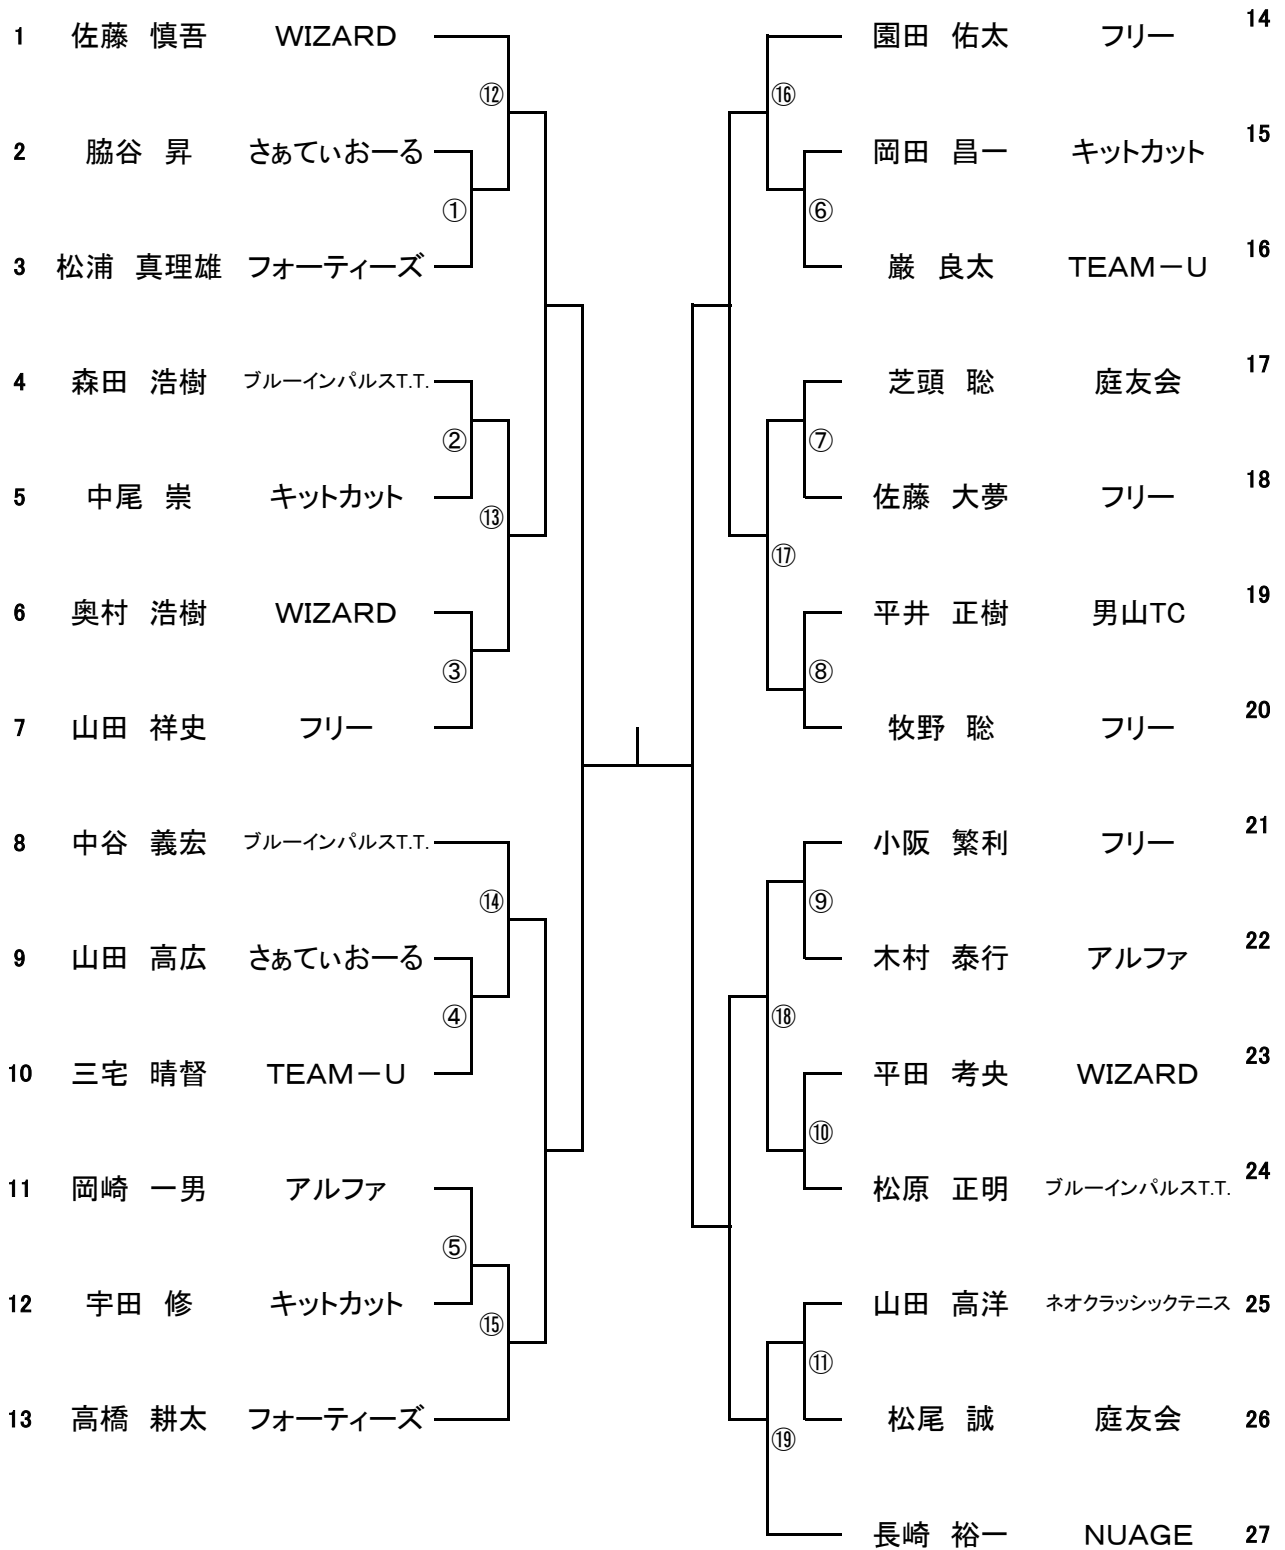 1 佐藤 慎吾 WIZARD
⑫
2 脇谷 昇 さぁてぃおーる
①
3 松浦 真理雄 フォーティーズ
4 森田 浩樹 ブルーインパルスT.T.
②
5 中尾 崇 キットカット
⑬
6 奥村 浩樹 WIZARD
③
7 山田 祥史 フリー
8 中谷 義宏 ブルーインパルスT.T.
⑭
9 山田 高広 さぁてぃおーる
④
10 三宅 晴督 TEAM－U
11 岡崎 一男 アルファ
⑤
12 宇田 修 キットカット
⑮
13 高橋 耕太 フォーティーズ
園田 佑太 フリー 14
⑯
岡田 昌一 キットカット 15
⑥
巌 良太 TEAM－U 16
芝頭 聡 庭友会 17
⑦
佐藤 大夢 フリー 18
⑰
平井 正樹 男山TC 19
⑧
牧野 聡 フリー 20
小阪 繁利 フリー 21
⑨
木村 泰行 アルファ 22
⑱
平田 考央 WIZARD 23
⑩
松原 正明 ブルーインパルスT.T. 24
山田 高洋 ネオクラッシックテニス 25
⑪
松尾 誠 庭友会 26
⑲
長崎 裕一 NUAGE 27